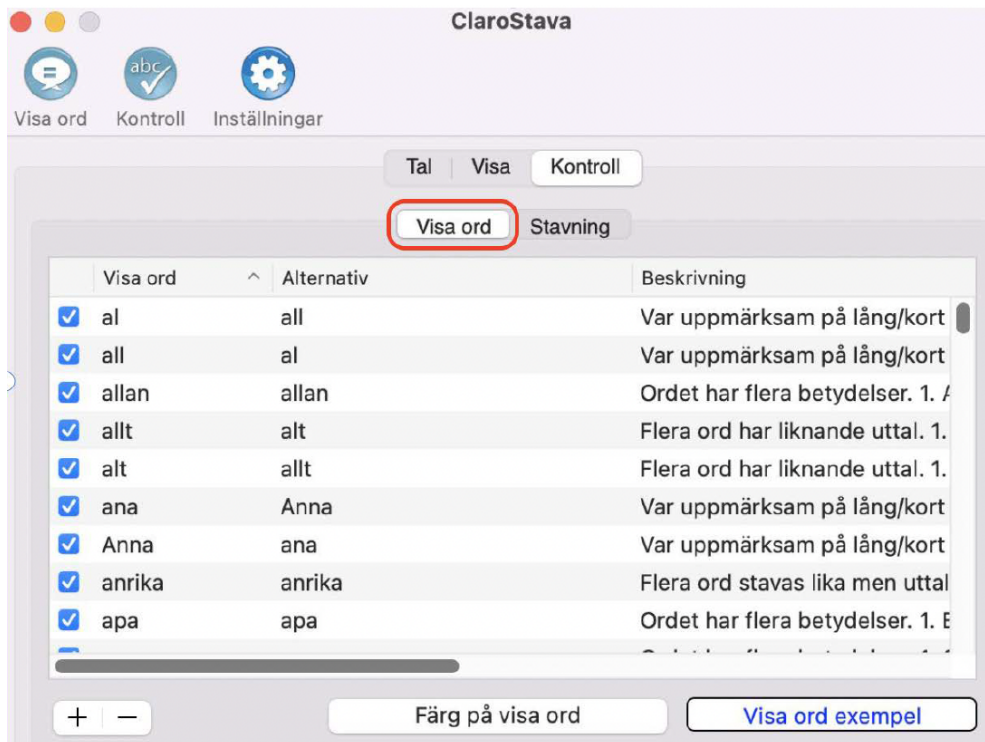 ClaroStava
abc
Visa ord Kontroll Inställningar
Tal Visa Kontroll
Visa ord Stavning
Visa ord Alternativ Beskrivning
al all Var uppmärksam på lång/kort
all al Var uppmärksam på lång/kort
allan allan Ordet har flera betydelser. 1.
allt alt Flera ord har liknande uttal. 1.
alt allt Flera ord har liknande uttal. 1.
ana Anna Var uppmärksam på lång/kort
Anna ana Var uppmärksam på lång/kort
anrika anrika Flera ord stavas lika men uttal
apa apa Ordet har flera betydelser. 1.
+ − Färg på visa ord Visa ord exempel